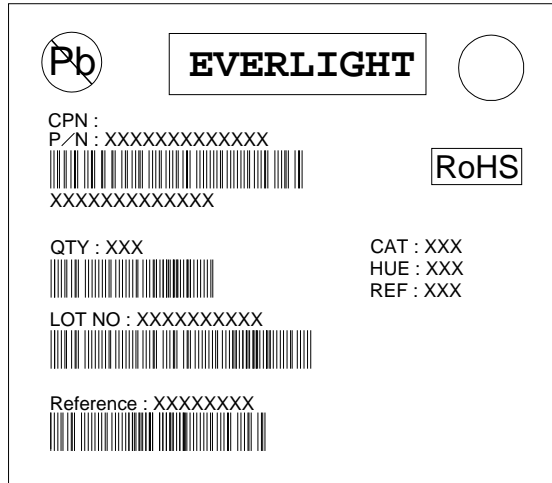 Pb
EVERLIGHT
CPN :
P/N : XXXXXXXXXXXXX
RoHS
XXXXXXXXXXXXX
QTY : XXX
CAT : XXX
HUE : XXX
REF : XXX
LOT NO : XXXXXXXXXX
Reference : XXXXXXXX